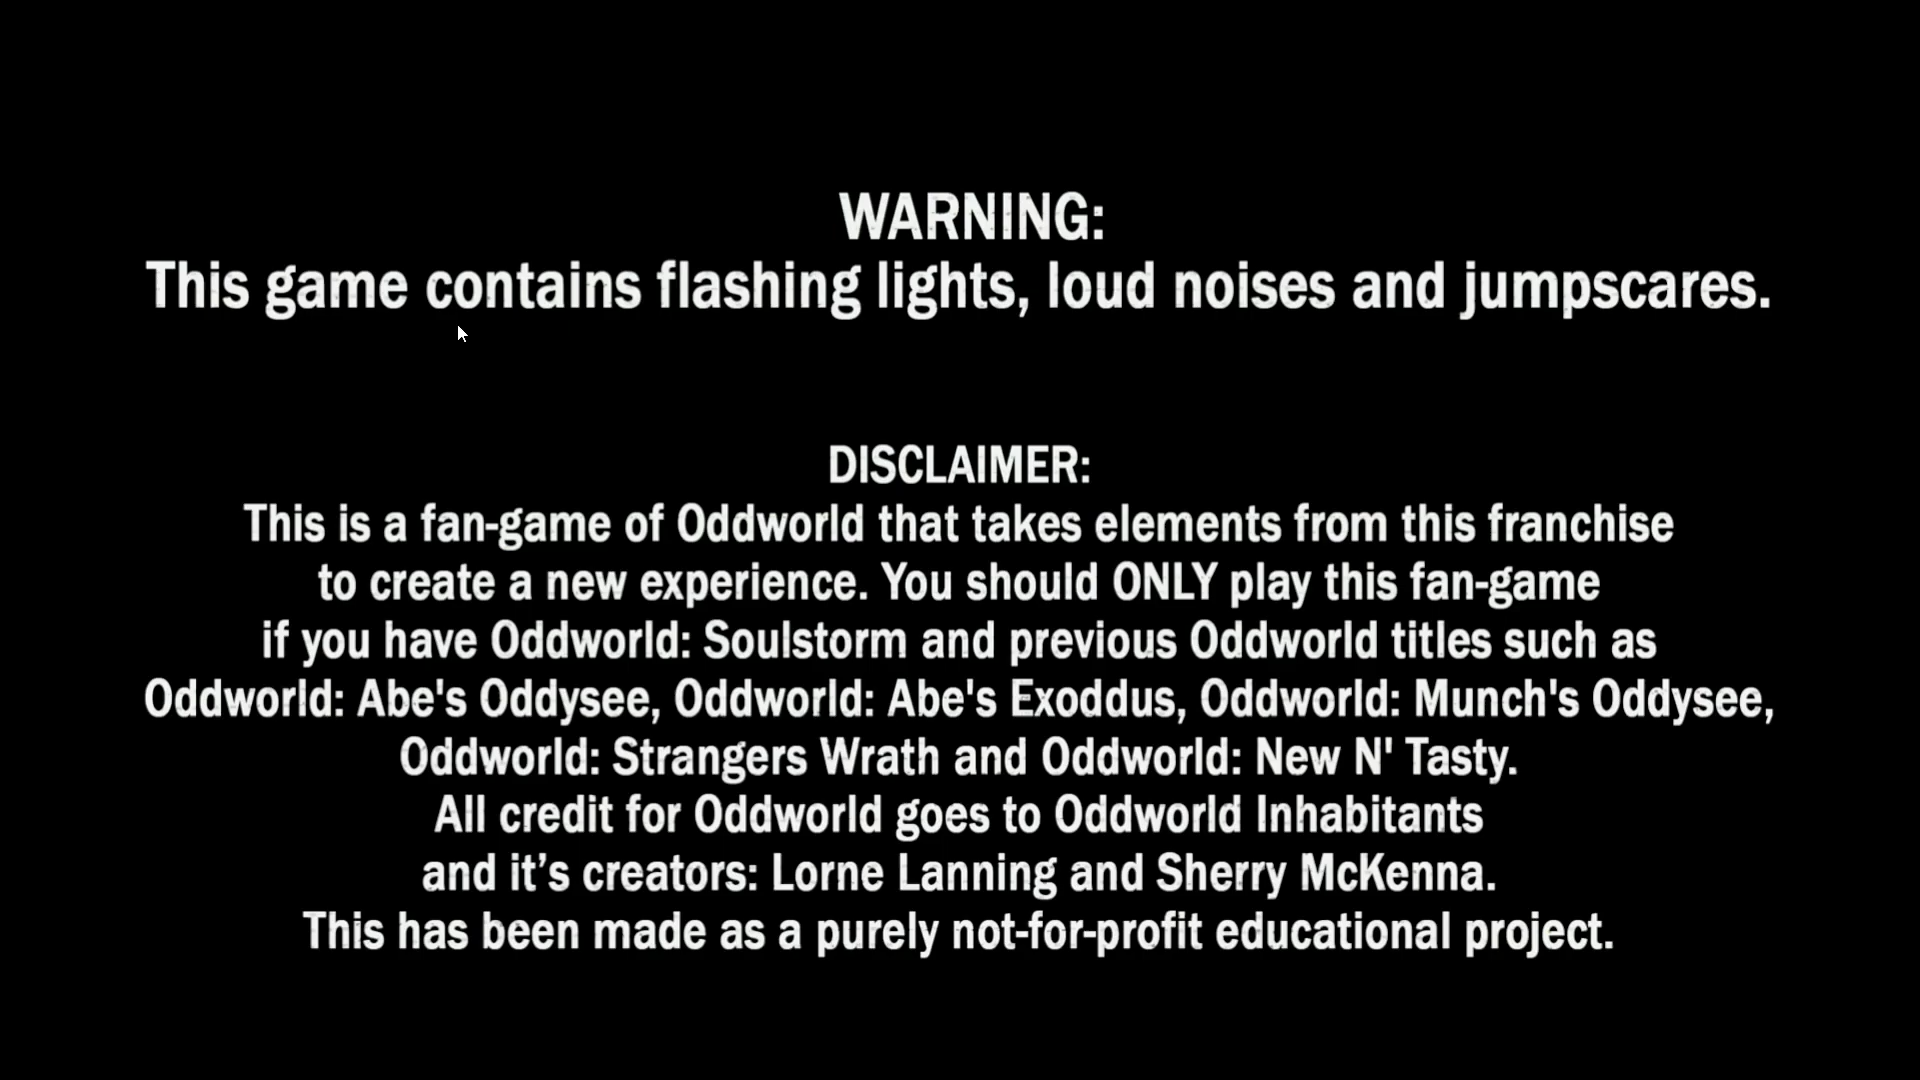 WARNING:
This game contains flashing lights, loud noises and jumpscares.
DISCLAIMER:
This is a fan-game of Oddworld that takes elements from this franchise
to create a new experience. You should ONLY play this fan-game
if you have Oddworld: Soulstorm and previous Oddworld titles such as
Oddworld: Abe's Oddysee, Oddworld: Abe's Exoddus, Oddworld: Munch's Oddysee,
Oddworld: Strangers Wrath and Oddworld: New N' Tasty.
All credit for Oddworld goes to Oddworld Inhabitants
and it’s creators: Lorne Lanning and Sherry McKenna.
This has been made as a purely not-for-profit educational project.